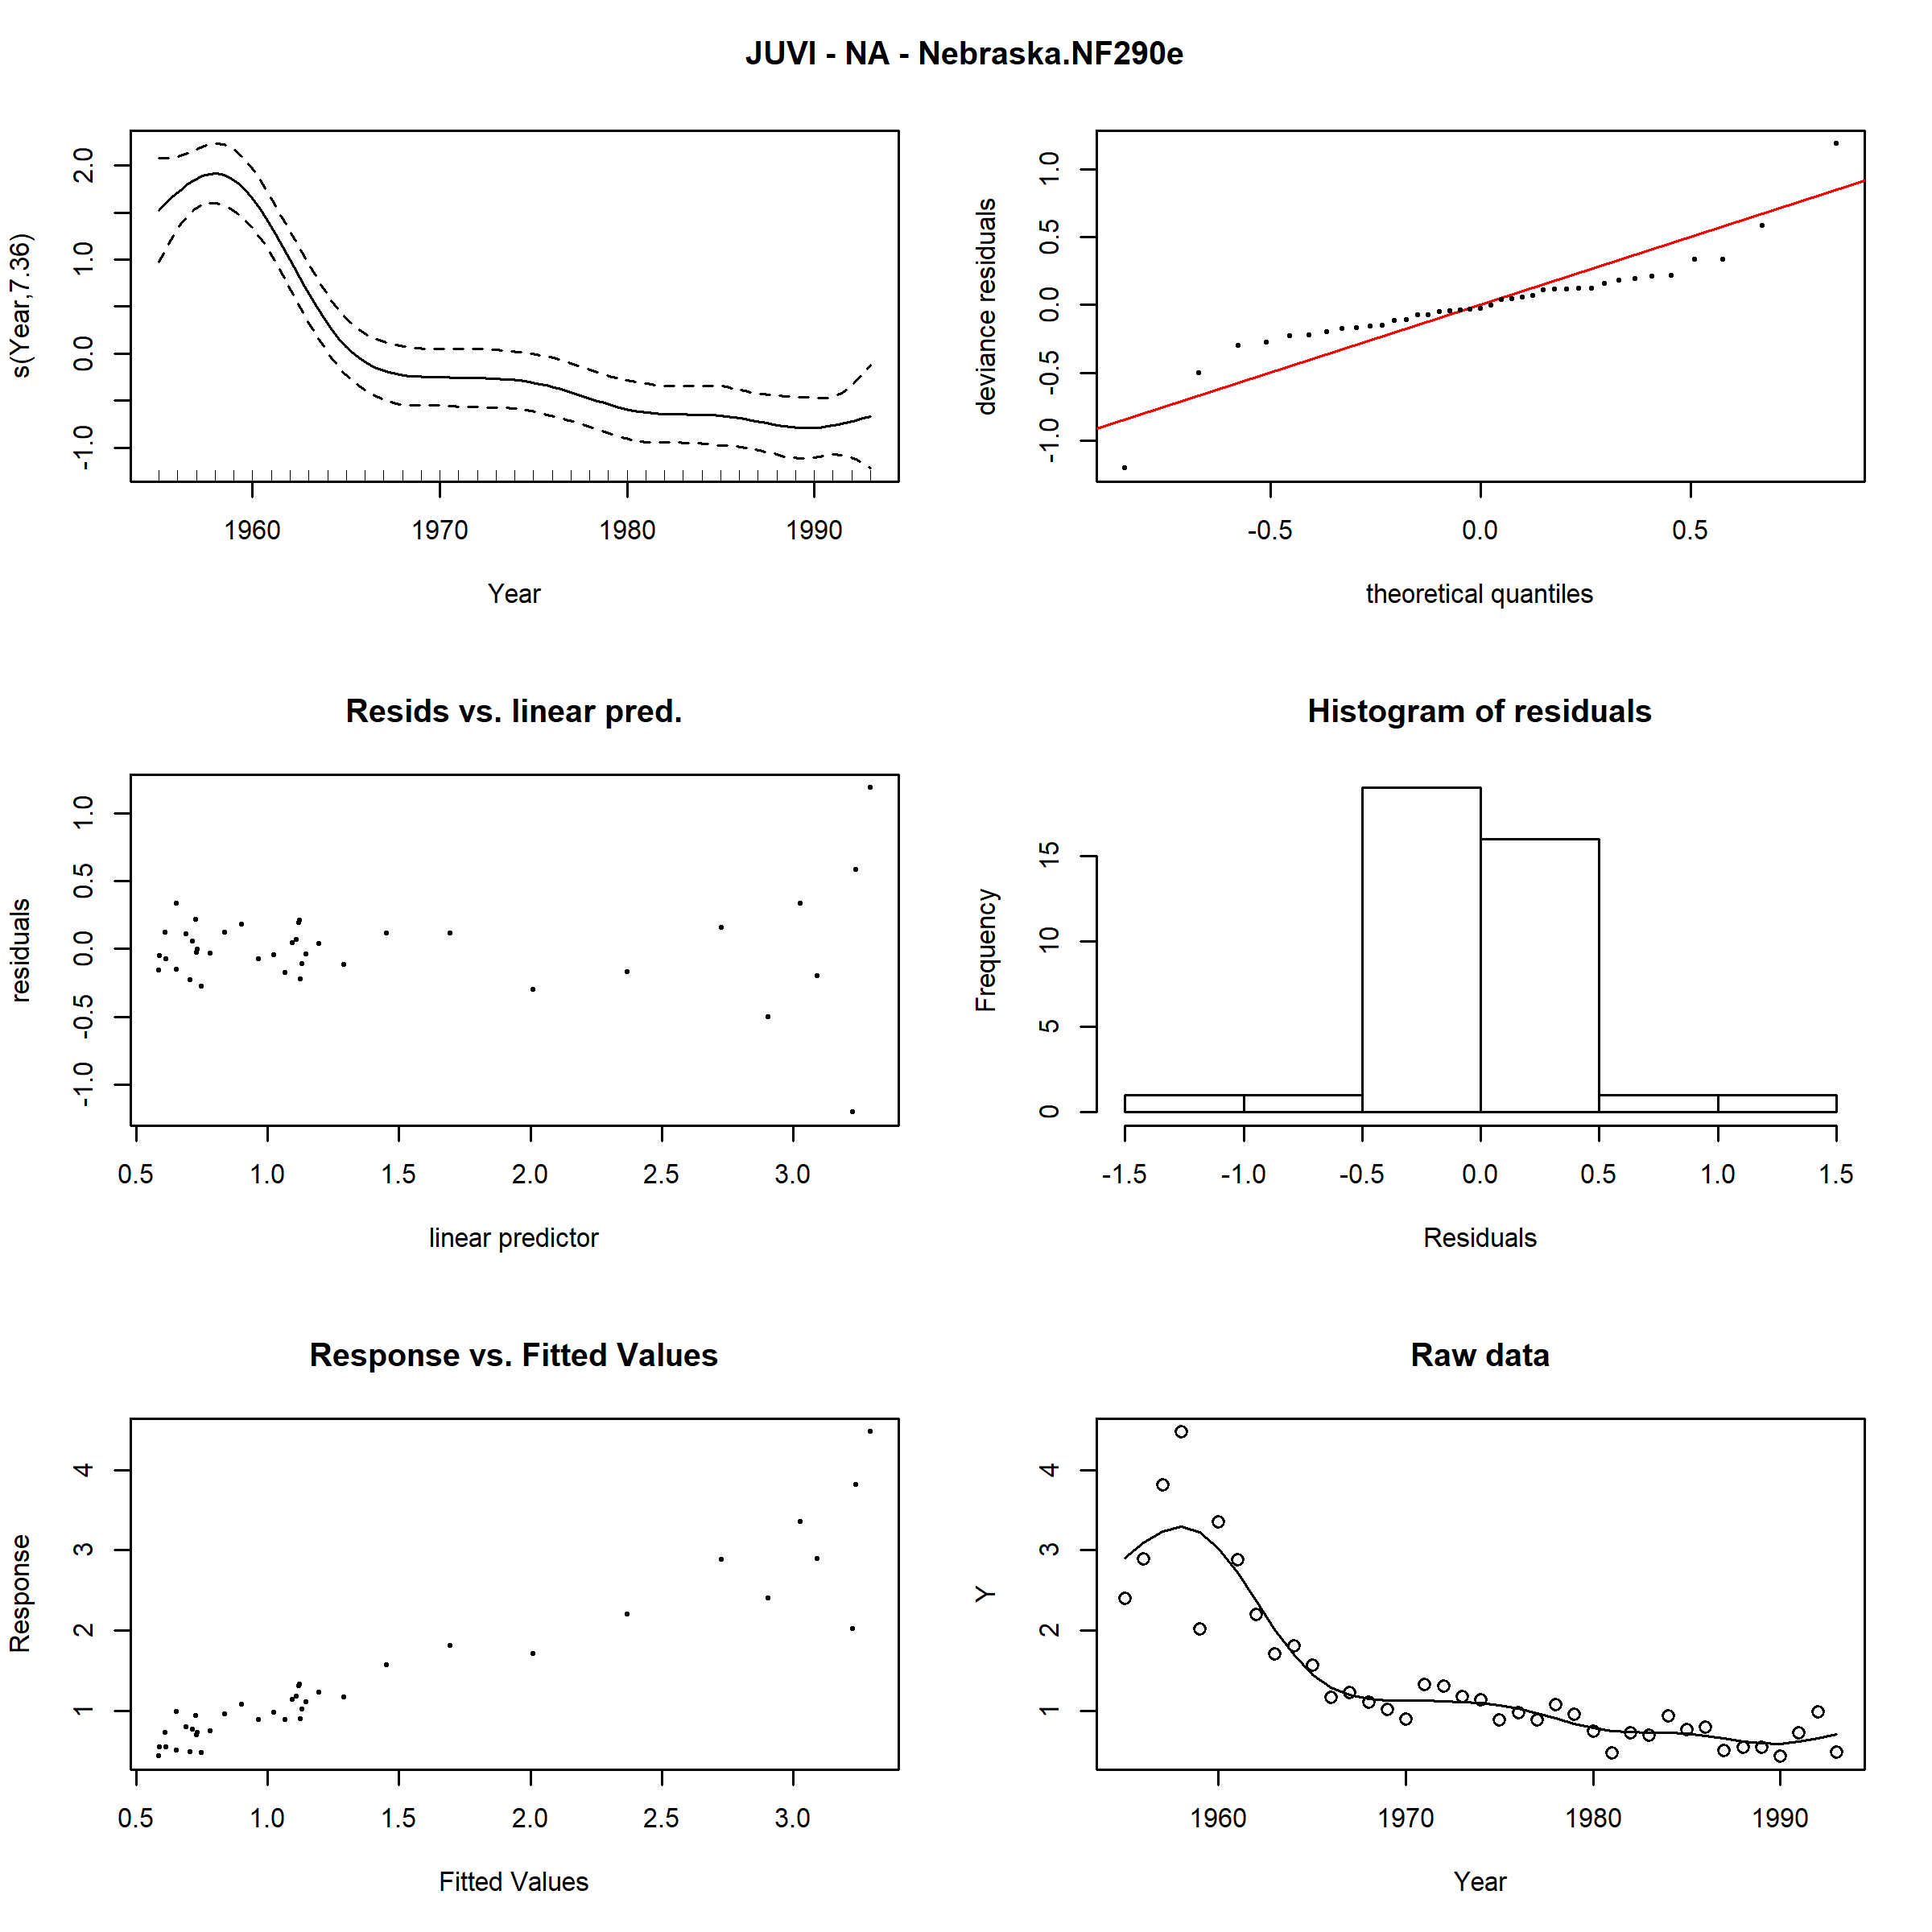 JUVI - NA - Nebraska.NF290e
s(Year,7.36)
2.0
1.0
0.0
-1.0
1960 1970 1980 1990
Year
deviance residuals
1.0
0.5
0.0
-0.5
-1.0
-0.5 0.0 0.5
theoretical quantiles
Resids vs. linear pred.
residuals
1.0
0.5
0.0
-0.5
-1.0
0.5 1.0 1.5 2.0 2.5 3.0
linear predictor
Histogram of residuals
Frequency
15
10
5
0
-1.5 -1.0 -0.5 0.0 0.5 1.0 1.5
Residuals
Response vs. Fitted Values
Response
4
3
2
1
0.5 1.0 1.5 2.0 2.5 3.0
Fitted Values
Raw data
Y
4
3
2
1
1960 1970 1980 1990
Year